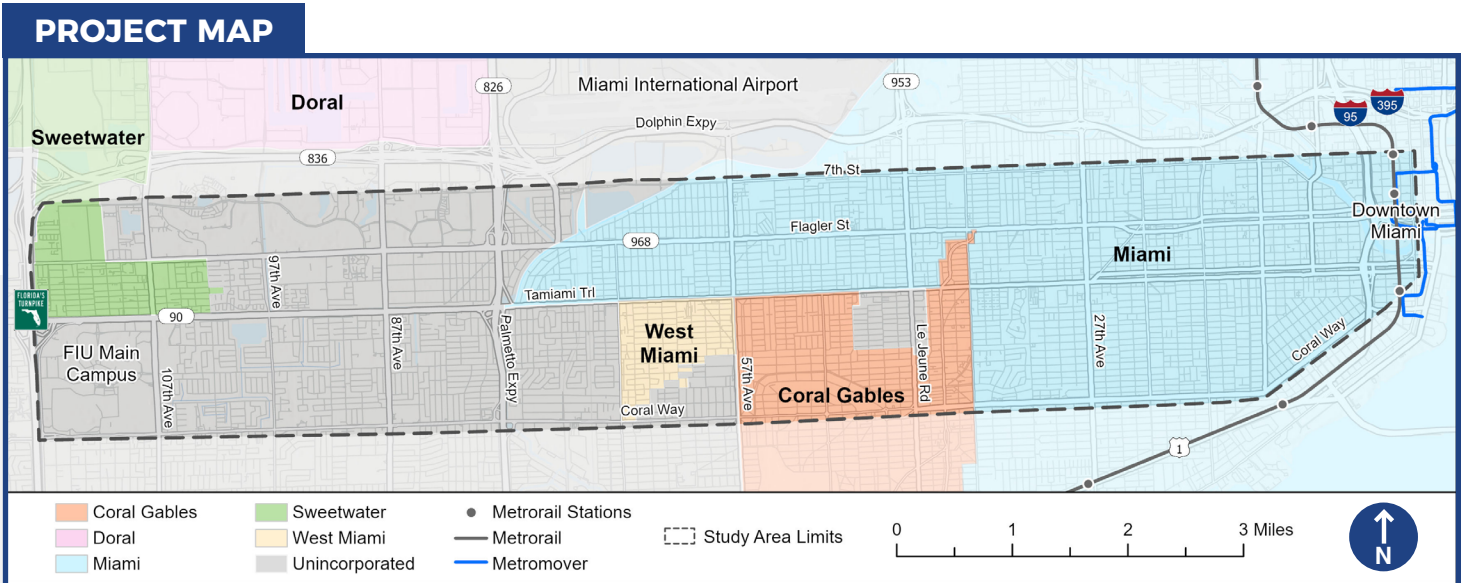 PROJECT MAP
Doral
826
Miami International Airport
953
395
95
Sweetwater
Dolphin Expy
836
7th St
Downtown
Miami
Flagler St
968
Miami
97th Ave
Tamiami Trl
FLORIDA'S
TURNPIKE
90
FIU Main
Campus
107th Ave
87th Ave
Palmetto Expy
West
Miami
57th Ave
Le Jeune Rd
27th Ave
Coral Way
Coral Gables
Coral Way
1
Coral Gables
Doral
Miami
Sweetwater
West Miami
Unincorporated
Metrorail Stations
Metrorail
Metromover
Study Area Limits
0 1 2 3 Miles
N